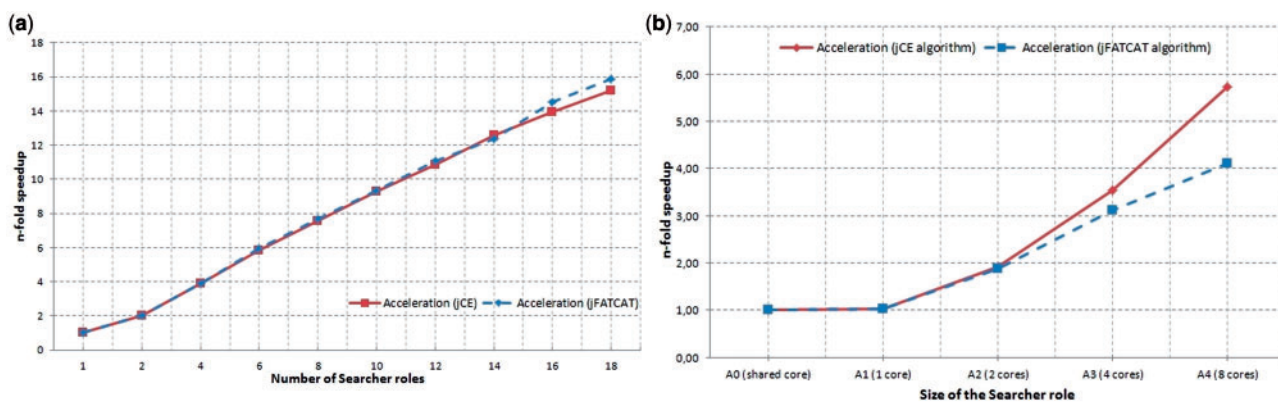 (a)
18
16
14
12
10
8
6
4
2
0
n-fold speedup
Acceleration (jCE)
Acceleration (jFATCAT)
1 2 4 6 8 10 12 14 16 18
Number of Searcher roles
(b)
7,00
6,00
5,00
4,00
3,00
2,00
1,00
0,00
n-fold speedup
Acceleration (jCE algorithm)
Acceleration (jFATCAT algorithm)
A0 (shared core) A1 (1 core) A2 (2 cores) A3 (4 cores) A4 (8 cores)
Size of the Searcher role